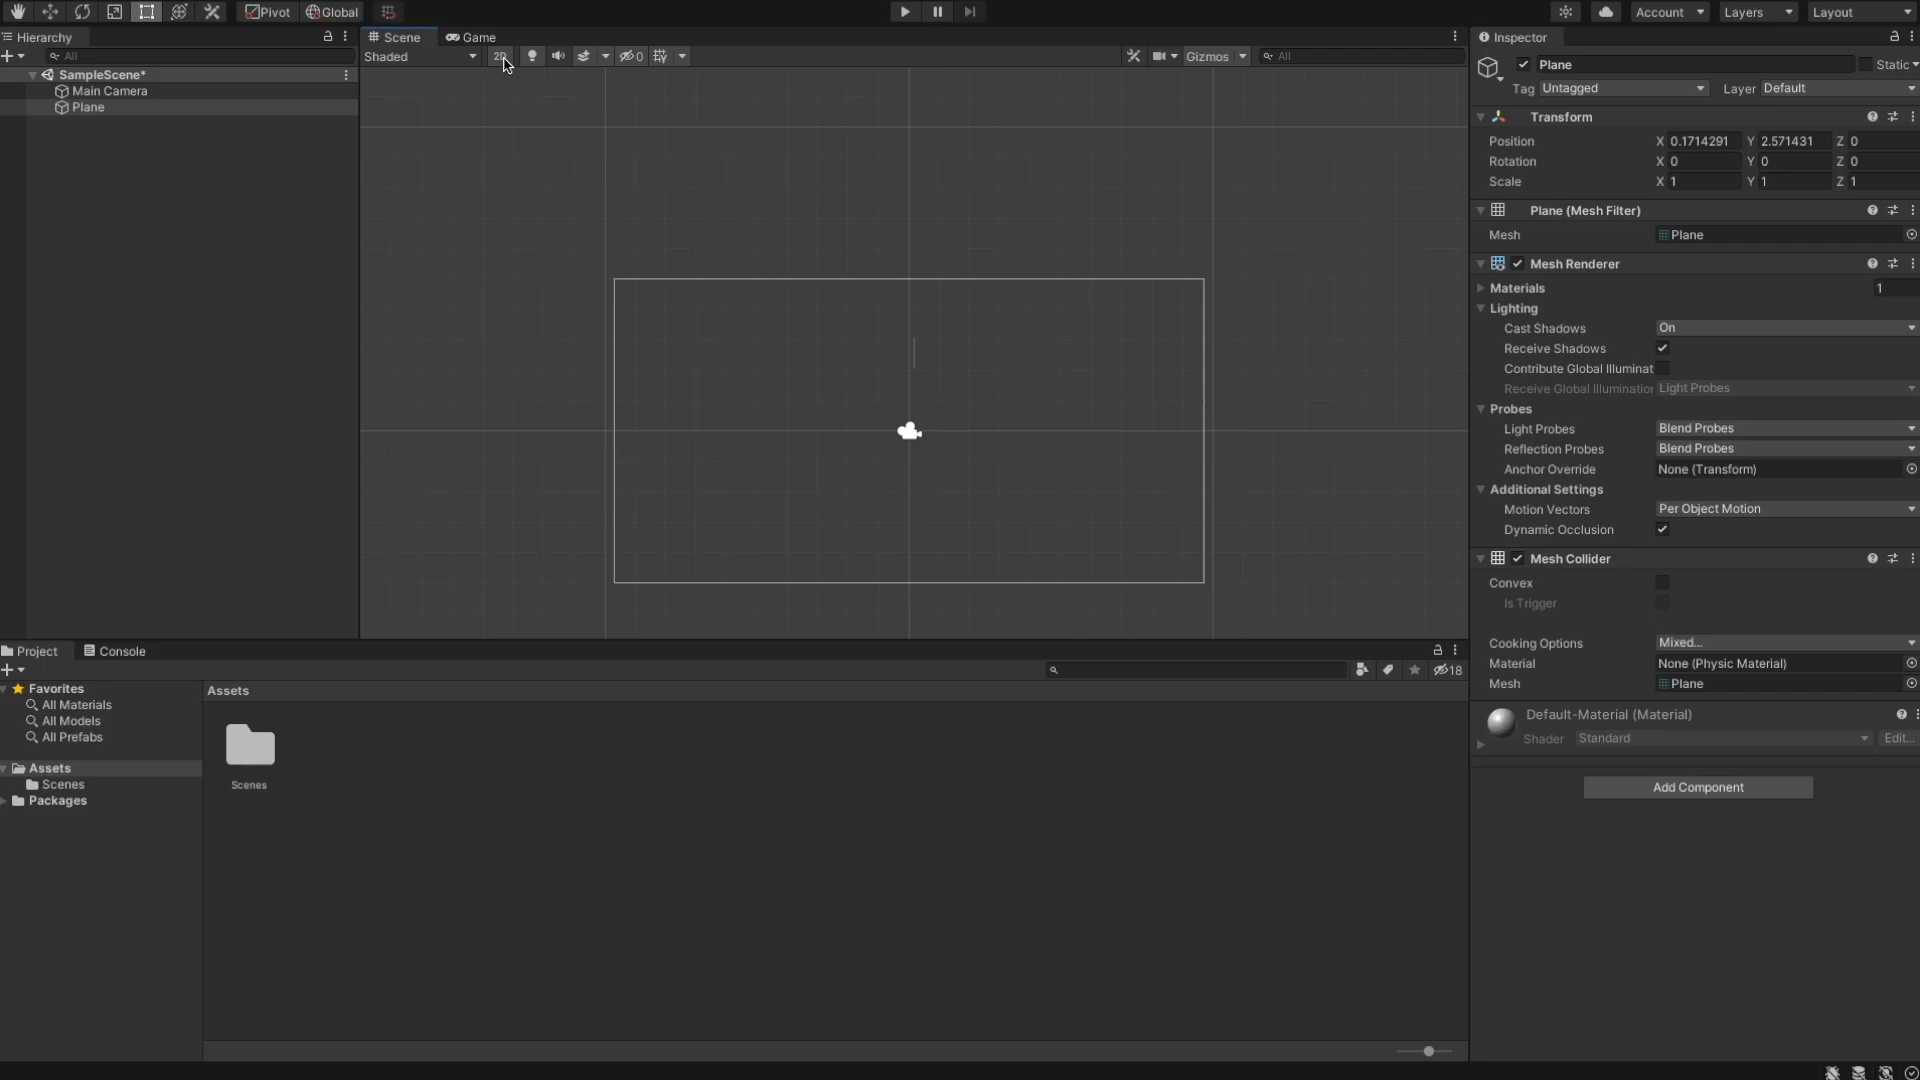 Pivot Global Account Layers Layout
Hierarchy
All
SampleScene*
Main Camera
Plane
Scene Game
Shaded 2D 0 Gizmos All
Inspector
Plane Static
Tag Untagged Layer Default
Transform
Position X 0.1714291 Y 2.571431 Z 0
Rotation X 0 Y 0 Z 0
Scale X 1 Y 1 Z 1
Plane (Mesh Filter)
Mesh Plane
Mesh Renderer
Materials 1
Lighting
Cast Shadows On
Receive Shadows
Contribute Global Illuminat
Receive Global Illumination Light Probes
Probes
Light Probes Blend Probes
Reflection Probes Blend Probes
Anchor Override None (Transform)
Additional Settings
Motion Vectors Per Object Motion
Dynamic Occlusion
Mesh Collider
Convex
Is Trigger
Cooking Options Mixed...
Material None (Physic Material)
Mesh Plane
Default-Material (Material)
Shader Standard Edit...
Add Component
Project Console
18
Favorites
All Materials
All Models
All Prefabs
Assets
Scenes
Packages
Assets
Scenes